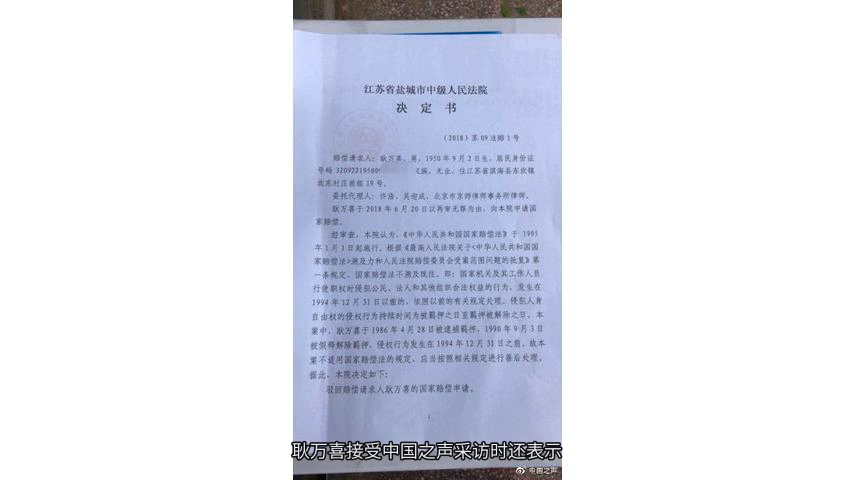 江苏省盐城市中级人民法院
决 定 书
(2018)苏09法赔1号
赔偿请求人：耿万喜，男，1950年9月2日生，居民身份证
号码32092219500 族，无业，住江苏省滨海县东坎镇
坎东村庄前组19号。
委托代理人：许浩、吴迎威，北京市京师律师事务所律师。
耿万喜于2018年6月20日以再审无罪为由，向本院申请国
家赔偿。
经审查，本院认为，《中华人民共和国国家赔偿法》于1995
年1月1日起施行。根据《最高人民法院关于<中华人民共和国国
家赔偿法>溯及力和人民法院赔偿委员会受案范围问题的批复》第
一条规定，国家赔偿法不溯及既往。即：国家机关及其工作人员
行使职权时侵犯公民、法人和其他组织合法权益的行为，发生在
1994年12月31日以前的，依照以前的有关规定处理。侵犯人身
自由权的侵权行为持续时间为被羁押之日至羁押被解除之日。本
案中，耿万喜于1986年4月28日被逮捕羁押，1990年9月3日
被假释解除羁押，侵权行为发生在1994年12月31日之前。故本
案不适用国家赔偿法的规定，应当按照相关规定进行善后处理。
据此，本院决定如下：
驳回赔偿请求人耿万喜的国家赔偿申请。
1
耿万喜接受中国之声采访时还表示
@中国之声